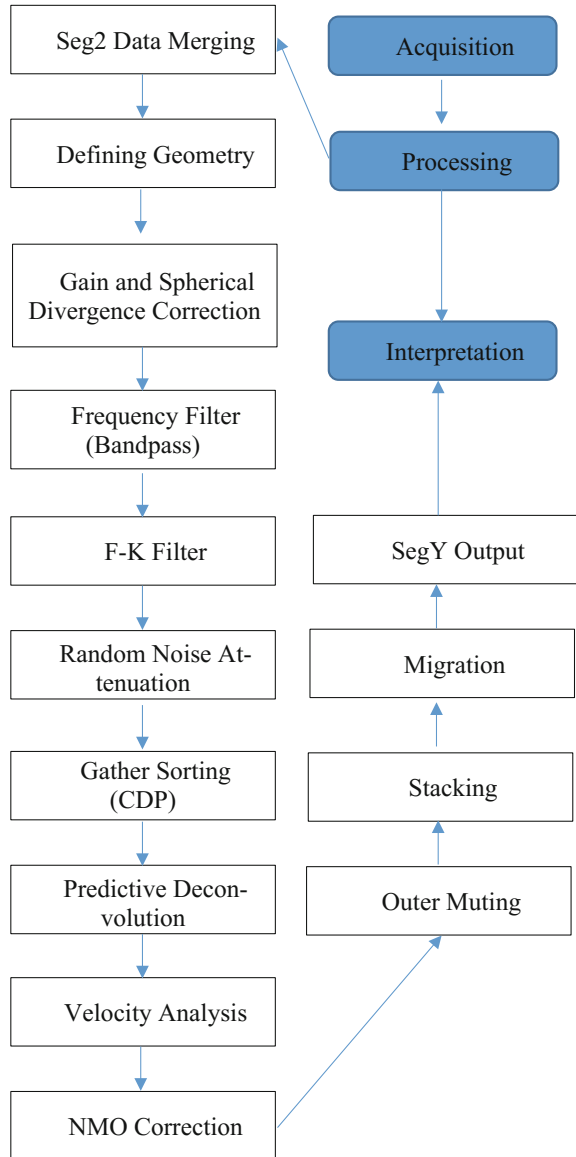 Seg2 Data Merging
Acquisition
Defining Geometry
Processing
Gain and Spherical
Divergence Correction
Interpretation
Frequency Filter
(Bandpass)
F-K Filter
SegY Output
Random Noise At-
tenuation
Migration
Gather Sorting
(CDP)
Stacking
Predictive Decon-
volution
Outer Muting
Velocity Analysis
NMO Correction